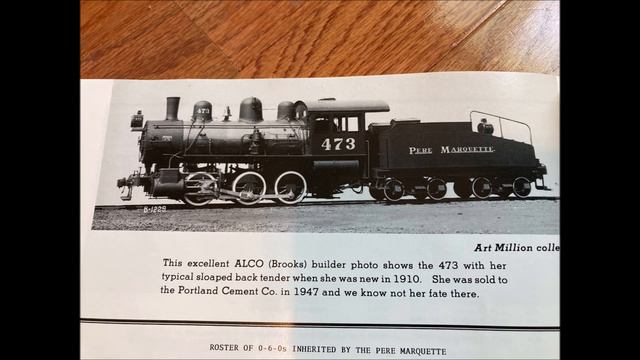 473
473
PERE MARQUETTE
B-1229
Art Million colle
This excellent ALCO (Brooks) builder photo shows the 473 with her
typical sloaped back tender when she was new in 1910. She was sold to
the Portland Cement Co. in 1947 and we know not her fate there.
ROSTER OF 0-6-0s INHERITED BY THE PERE MARQUETTE